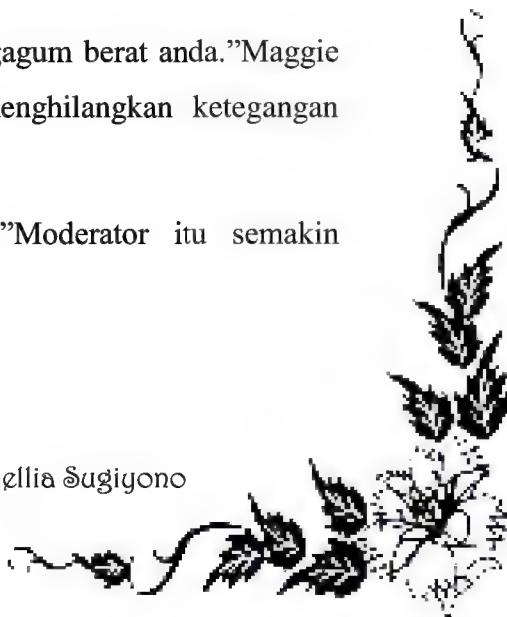 gagum berat anda.”Maggie
enghilangkan ketegangan
”Moderator itu semakin
ellia Sugiyono